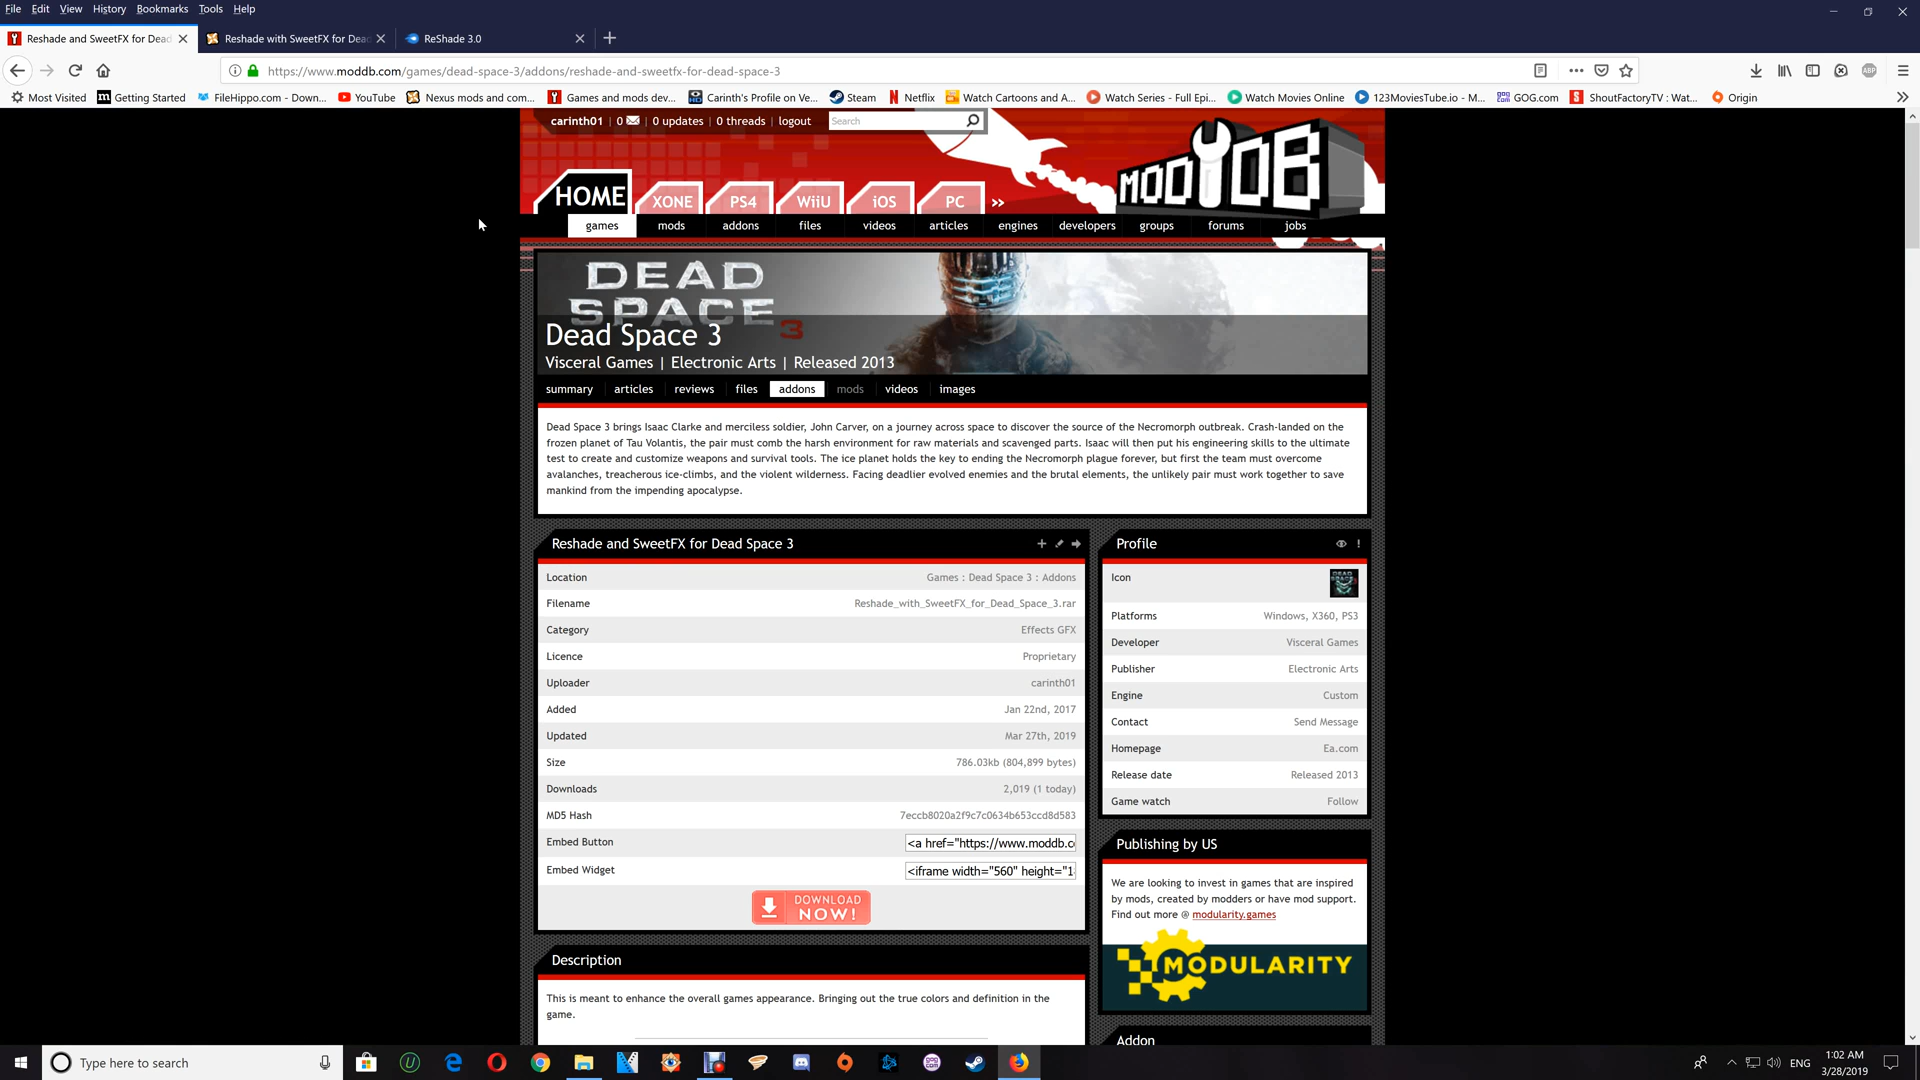 File Edit View History Bookmarks Tools Help
Reshade and SweetFX for Dead
Reshade with SweetFX for Dead
ReShade 3.0
https://www.moddb.com/games/dead-space-3/addons/reshade-and-sweetfx-for-dead-space-3
Most Visited
Getting Started
FileHippo.com - Down...
YouTube
Nexus mods and com...
Games and mods dev...
Carinth's Profile on Ve...
Steam
Netflix
Watch Cartoons and A...
Watch Series - Full Epi...
Watch Movies Online
123MoviesTube.io - M...
GOG.com
ShoutFactoryTV : Wat...
Origin
carinth01 | 0 | 0 updates | 0 threads | logout
Search
MODDB
HOME XONE PS4 WiiU iOS PC »
games mods addons files videos articles engines developers groups forums jobs
DEAD
SPACE 3
Dead Space 3
Visceral Games | Electronic Arts | Released 2013
summary articles reviews files addons mods videos images
Dead Space 3 brings Isaac Clarke and merciless soldier, John Carver, on a journey across space to discover the source of the Necromorph outbreak. Crash-landed on the
frozen planet of Tau Volantis, the pair must comb the harsh environment for raw materials and scavenged parts. Isaac will then put his engineering skills to the ultimate
test to create and customize weapons and survival tools. The ice planet holds the key to ending the Necromorph plague forever, but first the team must overcome
avalanches, treacherous ice-climbs, and the violent wilderness. Facing deadlier evolved enemies and the brutal elements, the unlikely pair must work together to save
mankind from the impending apocalypse.
Reshade and SweetFX for Dead Space 3
Location Games : Dead Space 3 : Addons
Filename Reshade_with_SweetFX_for_Dead_Space_3.rar
Category Effects GFX
Licence Proprietary
Uploader carinth01
Added Jan 22nd, 2017
Updated Mar 27th, 2019
Size 786.03kb (804,899 bytes)
Downloads 2,019 (1 today)
MD5 Hash 7eccb8020a2f9c7c0634b653ccd8d583
Embed Button <a href="https://www.moddb.c
Embed Widget <iframe width="560" height="1
DOWNLOAD
NOW!
Description
This is meant to enhance the overall games appearance. Bringing out the true colors and definition in the
game.
Profile
Icon
Platforms Windows, X360, PS3
Developer Visceral Games
Publisher Electronic Arts
Engine Custom
Contact Send Message
Homepage Ea.com
Release date Released 2013
Game watch Follow
Publishing by US
We are looking to invest in games that are inspired
by mods, created by modders or have mod support.
Find out more @ modularity.games
MODULARITY
Addon
Type here to search
ENG
1:02 AM
3/28/2019